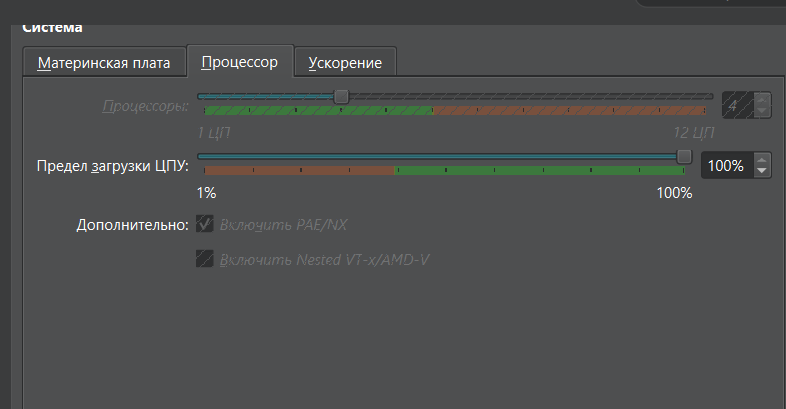 Система
Материнская плата Процессор Ускорение
Процессоры: 4
1 ЦП 12 ЦП
Предел загрузки ЦПУ: 100%
1% 100%
Дополнительно: Включить PAE/NX
Включить Nested VT-x/AMD-V